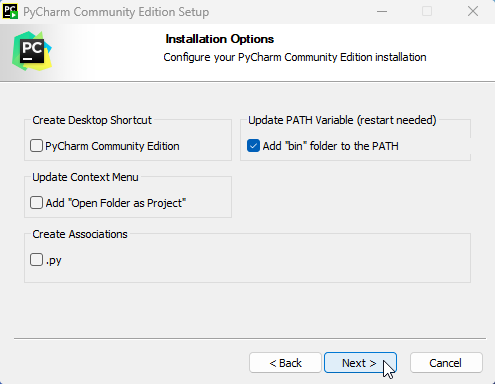 PyCharm Community Edition Setup
PC
Installation Options
Configure your PyCharm Community Edition installation
Create Desktop Shortcut
PyCharm Community Edition
Update PATH Variable (restart needed)
Add "bin" folder to the PATH
Update Context Menu
Add "Open Folder as Project"
Create Associations
.py
< Back
Next >
Cancel